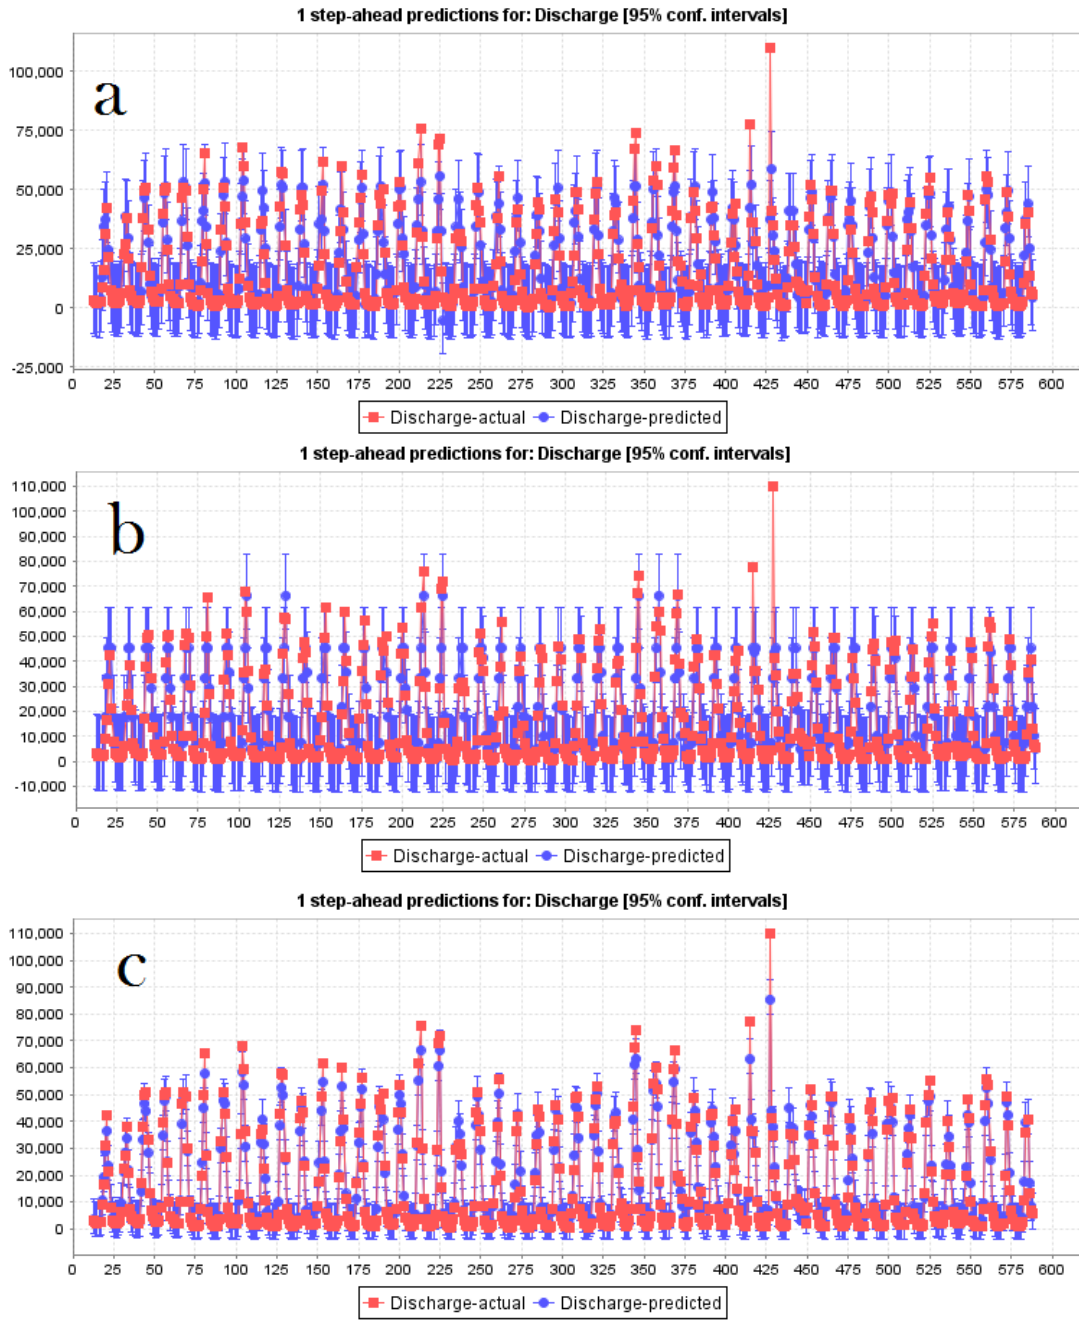 1 step-ahead predictions for: Discharge [95% conf. intervals]
a
100,000
75,000
50,000
25,000
0
-25,000
0 25 50 75 100 125 150 175 200 225 250 275 300 325 350 375 400 425 450 475 500 525 550 575 600
Discharge-actual Discharge-predicted
1 step-ahead predictions for: Discharge [95% conf. intervals]
b
110,000
100,000
90,000
80,000
70,000
60,000
50,000
40,000
30,000
20,000
10,000
0
-10,000
0 25 50 75 100 125 150 175 200 225 250 275 300 325 350 375 400 425 450 475 500 525 550 575 600
Discharge-actual Discharge-predicted
1 step-ahead predictions for: Discharge [95% conf. intervals]
c
110,000
100,000
90,000
80,000
70,000
60,000
50,000
40,000
30,000
20,000
10,000
0
0 25 50 75 100 125 150 175 200 225 250 275 300 325 350 375 400 425 450 475 500 525 550 575 600
Discharge-actual Discharge-predicted